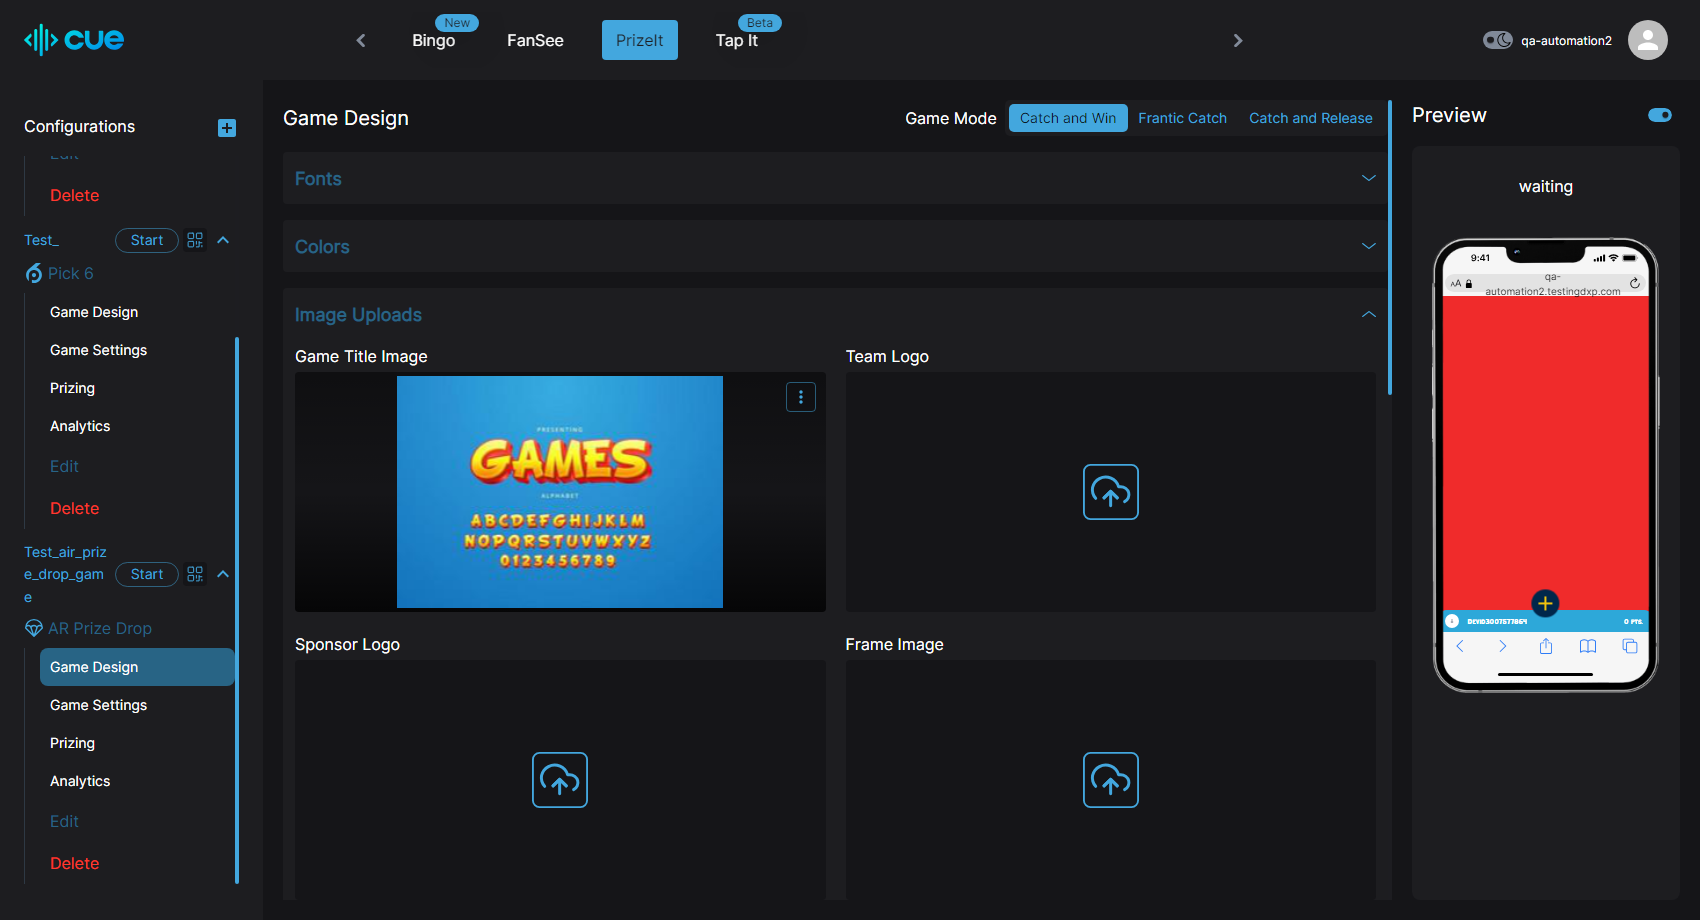 cue
New
Bingo
FanSee
PrizeIt
Beta
Tap It
qa-automation2
Configurations
Edit
Delete
Test_
Start
Pick 6
Game Design
Game Settings
Prizing
Analytics
Edit
Delete
Test_air_priz
e_drop_gam
e
Start
AR Prize Drop
Game Design
Game Settings
Prizing
Analytics
Edit
Delete
Game Design
Game Mode
Catch and Win
Frantic Catch
Catch and Release
Fonts
Colors
Image Uploads
Game Title Image
PRESENTING
GAMES
ALPHABET
ABCDEFGHIJKLM
NOPQRSTUVWXYZ
0123456789
Team Logo
Sponsor Logo
Frame Image
Preview
waiting
9:41
AA
qa-
automation2.testingdxp.com
0 Pts.